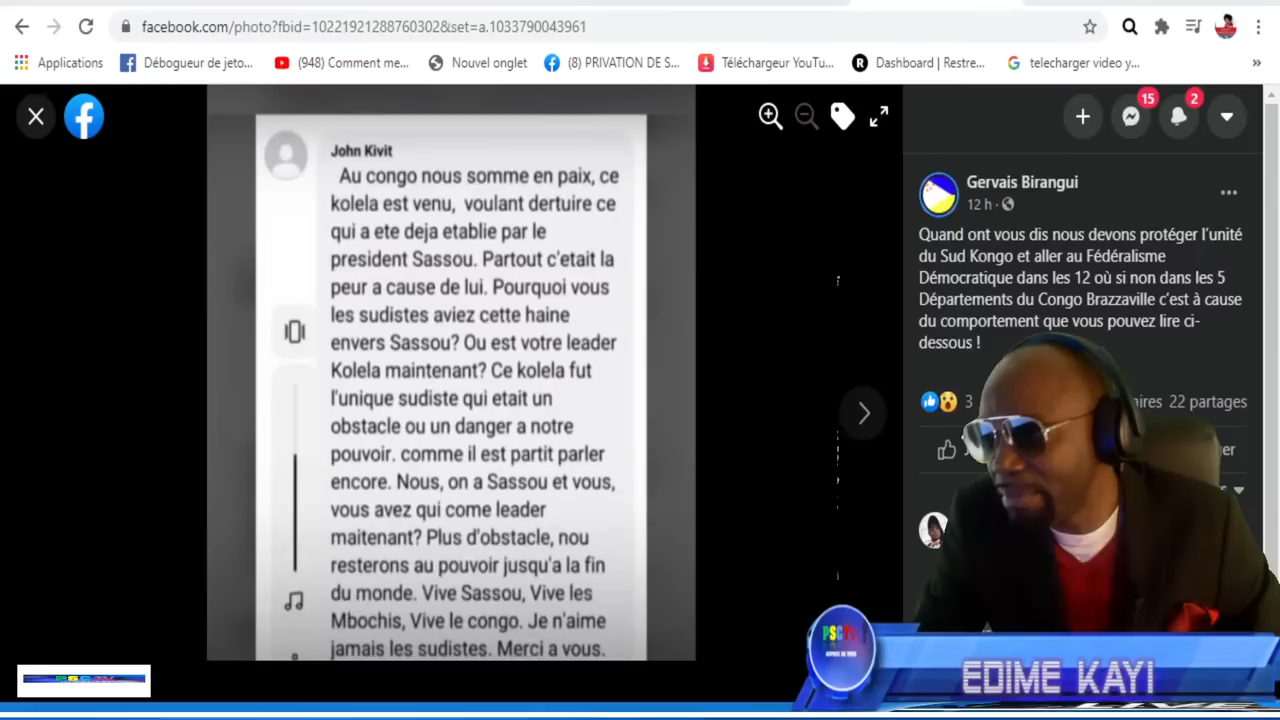 facebook.com/photo?fbid=10221921288760302&set=a.1033790043961
Applications
Débogueur de jeto...
(948) Comment me...
Nouvel onglet
(8) PRIVATION DE S...
Téléchargeur YouTu...
Dashboard | Restre...
telecharger video y...
»
15
2
John Kivit
Au congo nous somme en paix, ce
kolela est venu, voulant dertuire ce
qui a ete deja etablie par le
president Sassou. Partout c'etait la
peur a cause de lui. Pourquoi vous
les sudistes aviez cette haine
envers Sassou? Ou est votre leader
Kolela maintenant? Ce kolela fut
l'unique sudiste qui etait un
obstacle ou un danger a notre
pouvoir. comme il est partit parler
encore. Nous, on a Sassou et vous,
vous avez qui come leader
maitenant? Plus d'obstacle, nou
resterons au pouvoir jusqu'a la fin
du monde. Vive Sassou, Vive les
Mbochis, Vive le congo. Je n'aime
jamais les sudistes. Merci a vous.
Gervais Birangui
12 h ·
Quand ont vous dis nous devons protéger l'unité
du Sud Kongo et aller au Fédéralisme
Démocratique dans les 12 où si non dans les 5
Départements du Congo Brazzaville c'est à cause
du comportement que vous pouvez lire ci-
dessous !
3
aires 22 partages
er
PSCTV
EDIME KAYI